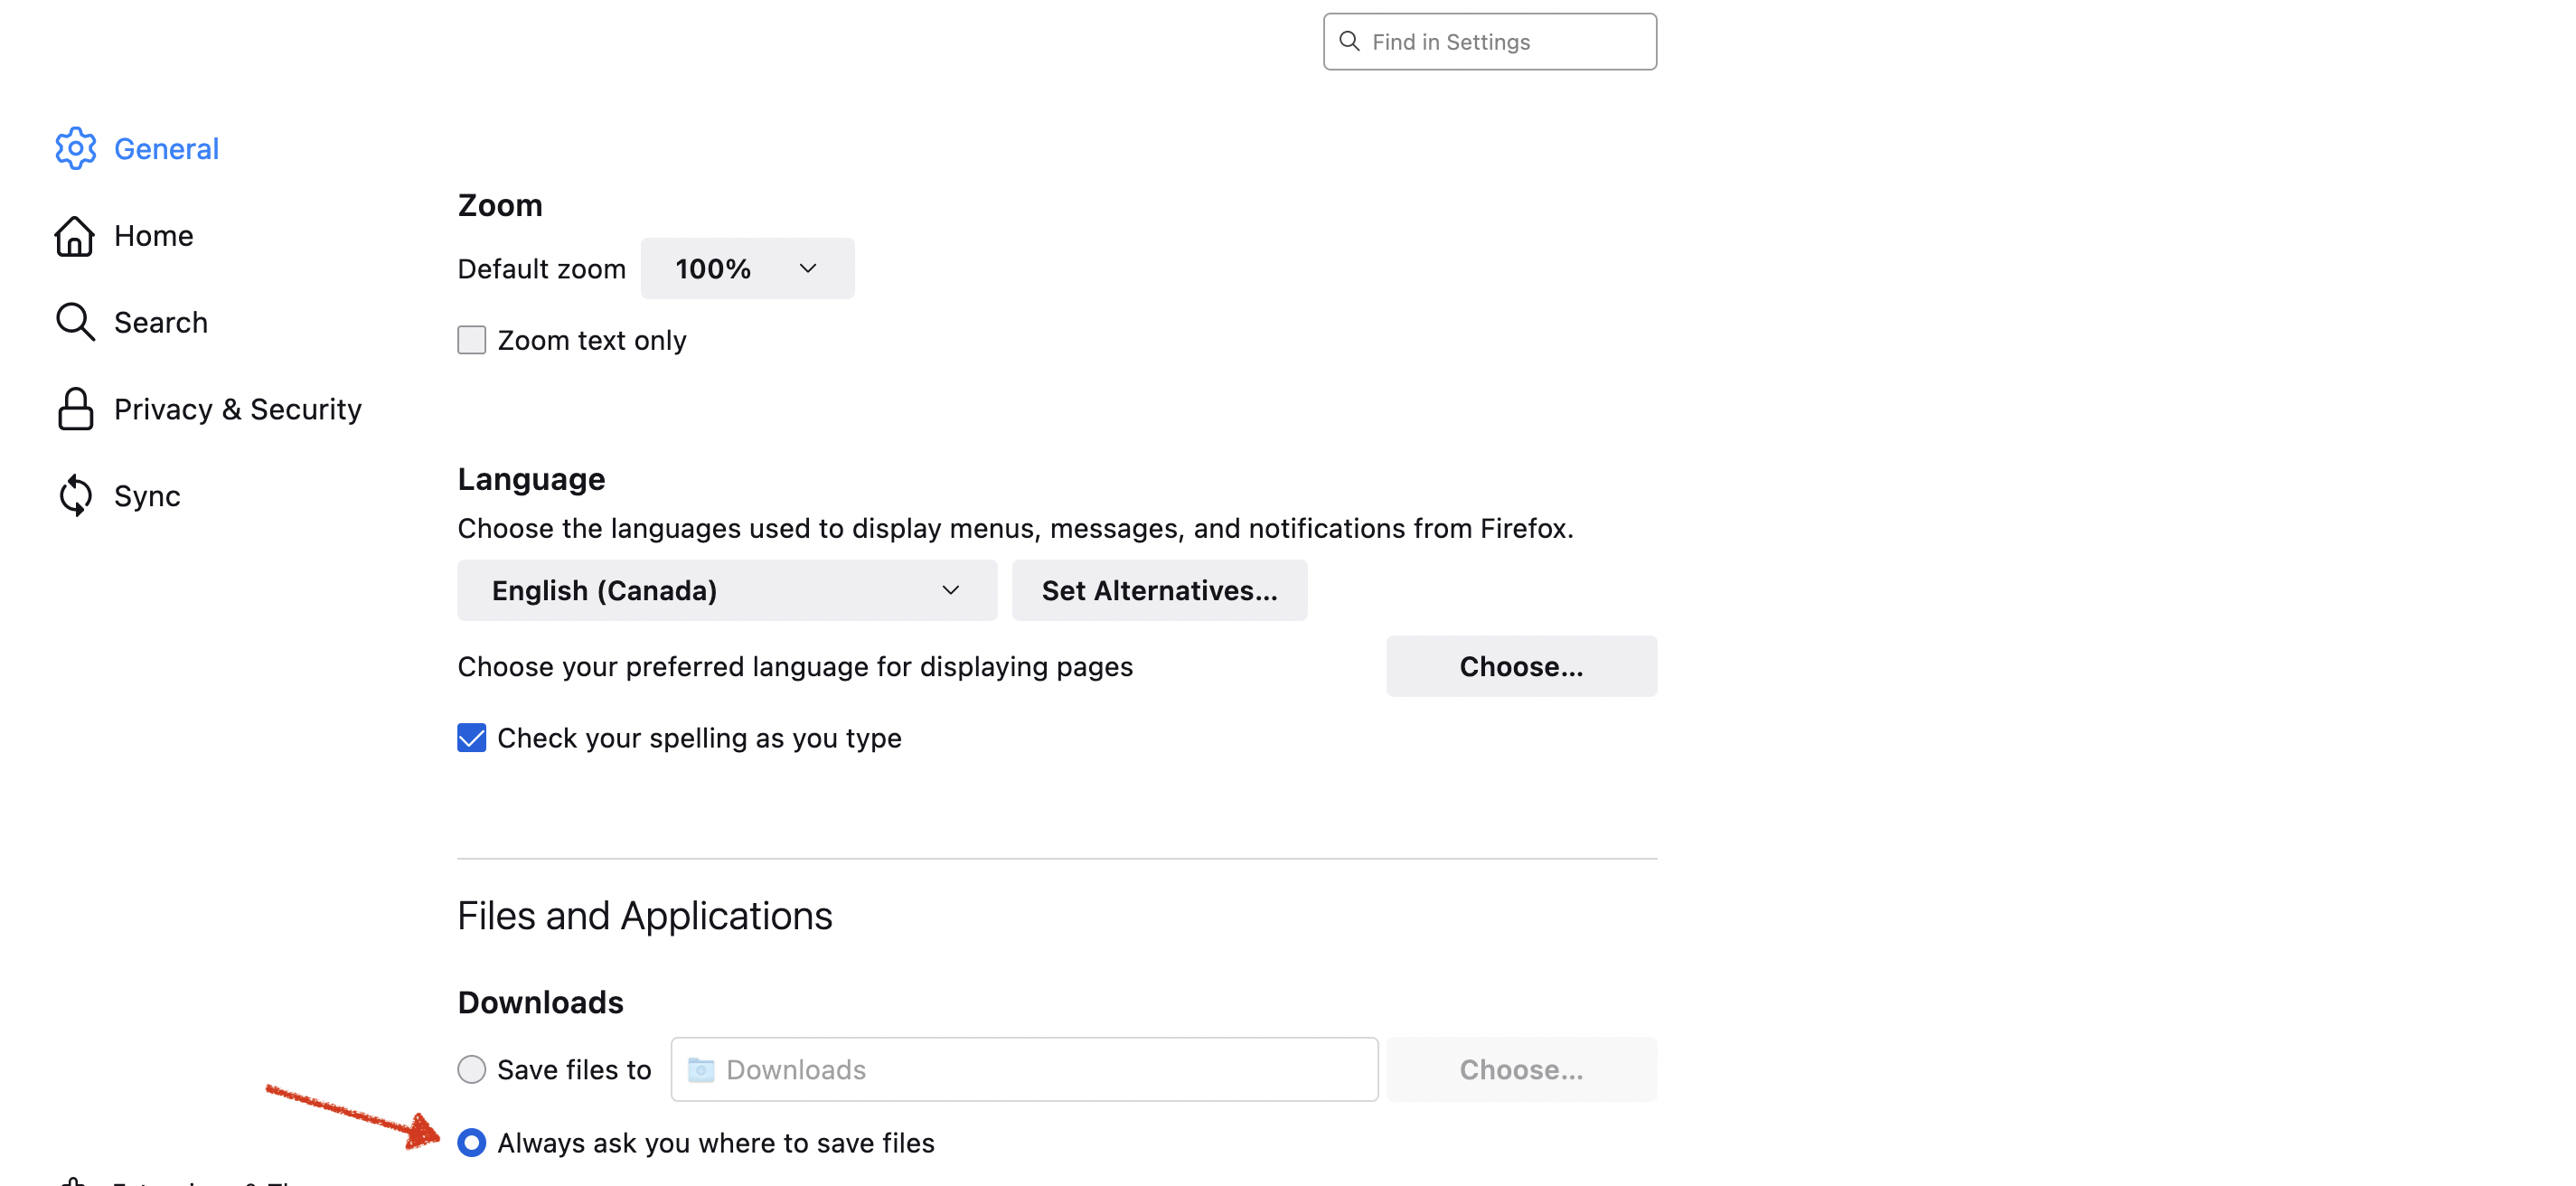 Find in Settings
General
Home
Search
Privacy & Security
Sync
Zoom
Default zoom 100%
Zoom text only
Language
Choose the languages used to display menus, messages, and notifications from Firefox.
English (Canada) Set Alternatives...
Choose your preferred language for displaying pages Choose...
Check your spelling as you type
Files and Applications
Downloads
Save files to Downloads Choose...
Always ask you where to save files